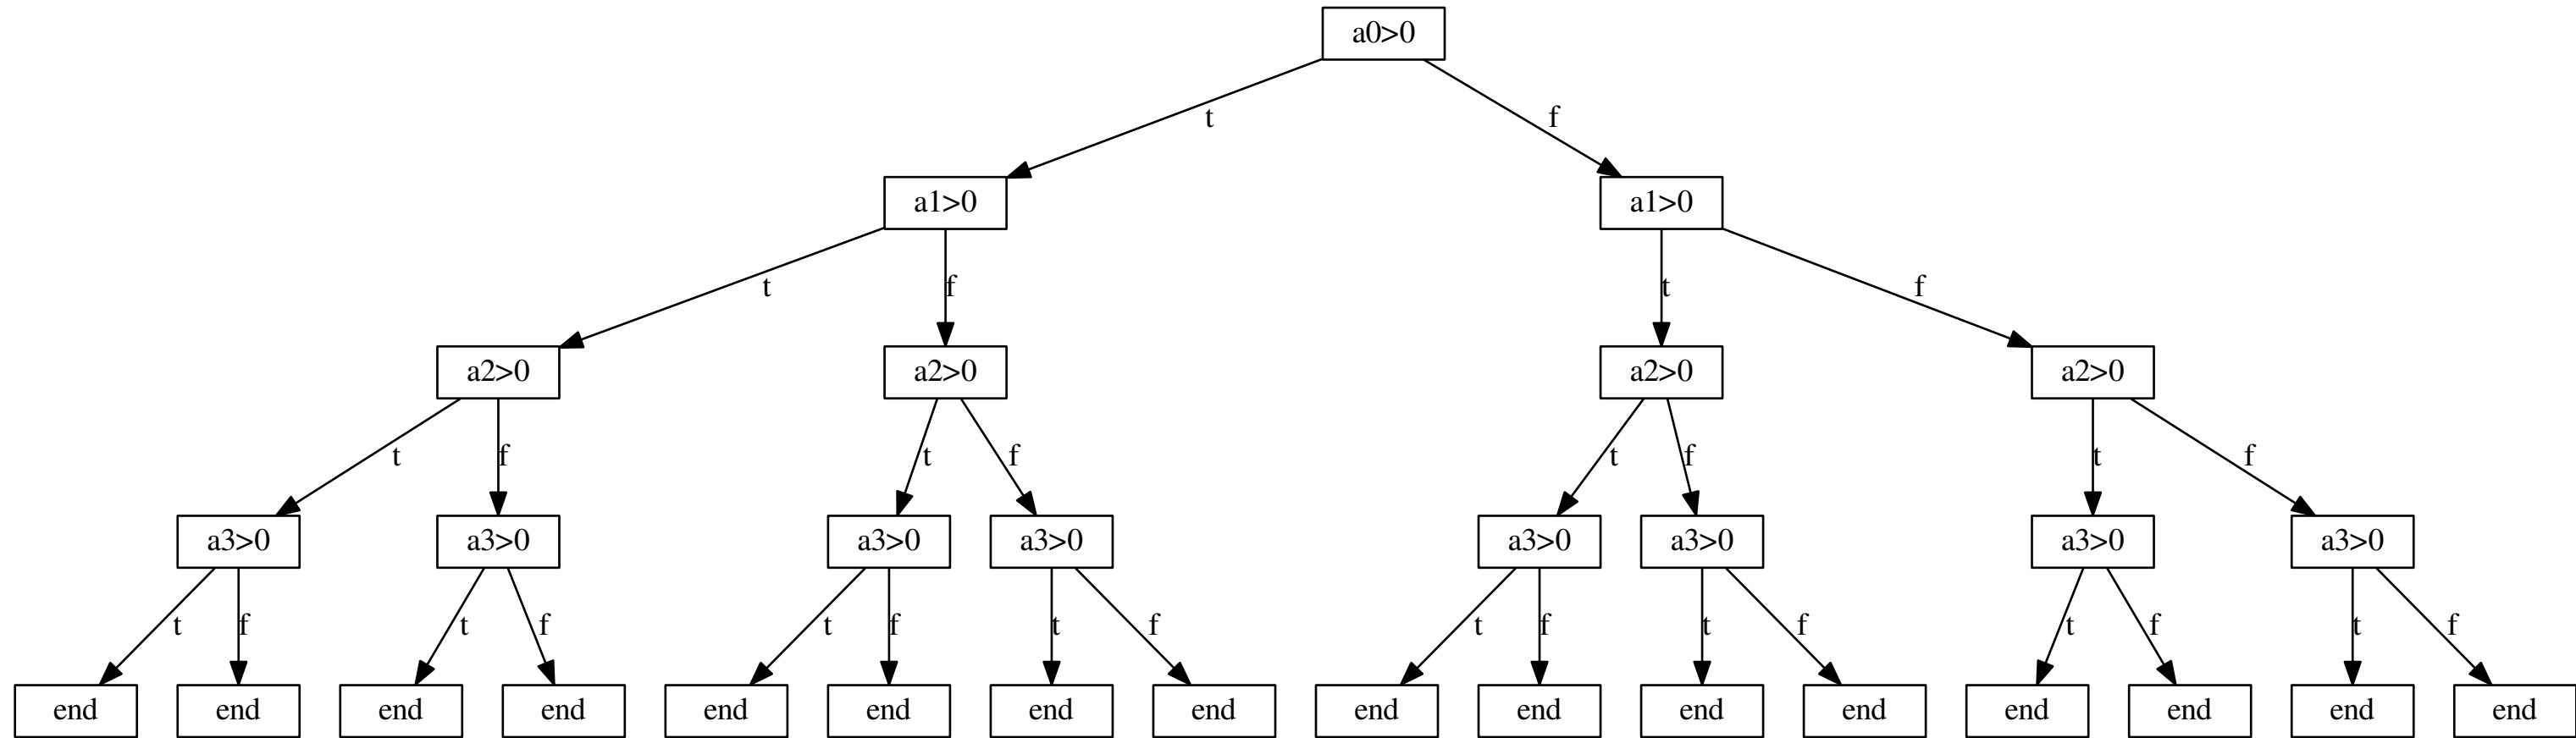 a0>0
t f
a1>0 a1>0
t f t f
a2>0 a2>0 a2>0 a2>0
t f t f t f t f
a3>0 a3>0 a3>0 a3>0 a3>0 a3>0 a3>0 a3>0
t f t f t f t f t f t f t f t f
end end end end end end end end end end end end end end end end